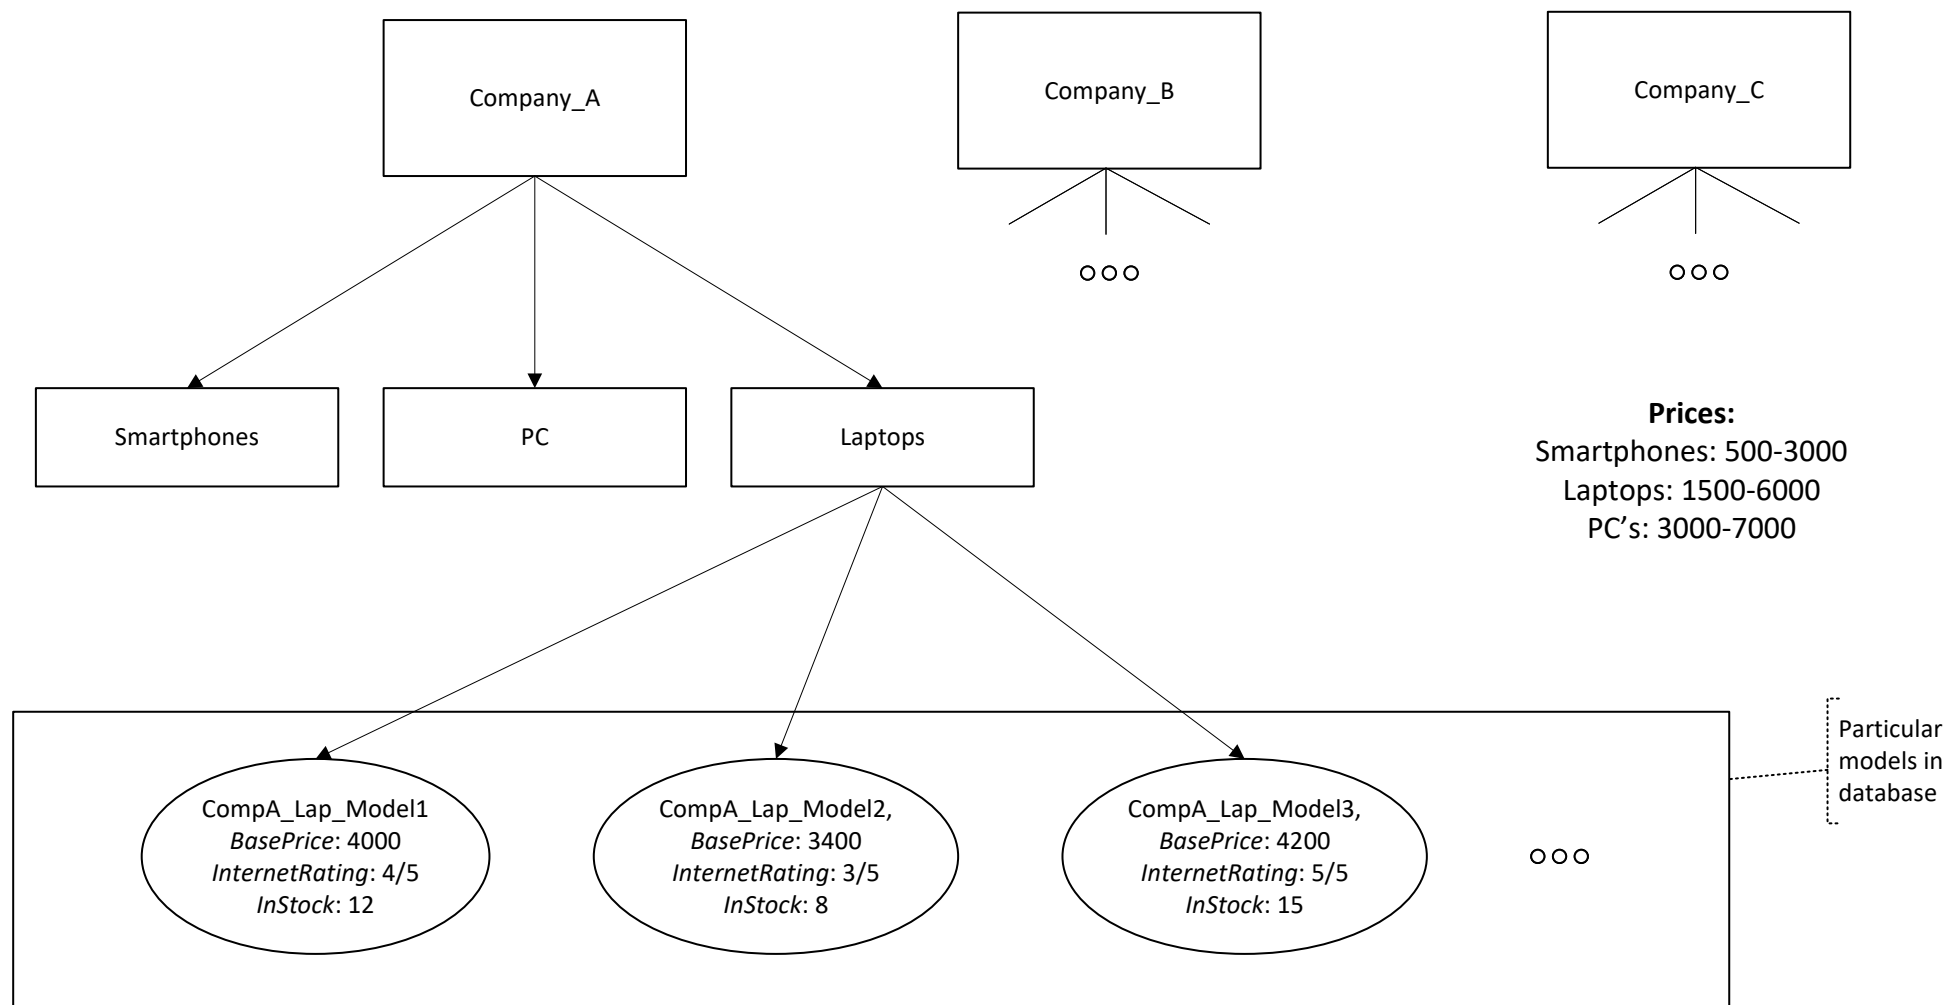 Company_A
Company_B
Company_C
Smartphones
PC
Laptops
Prices:
Smartphones: 500-3000
Laptops: 1500-6000
PC’s: 3000-7000
Particular
models in
database
CompA_Lap_Model1
BasePrice: 4000
InternetRating: 4/5
InStock: 12
CompA_Lap_Model2,
BasePrice: 3400
InternetRating: 3/5
InStock: 8
CompA_Lap_Model3,
BasePrice: 4200
InternetRating: 5/5
InStock: 15